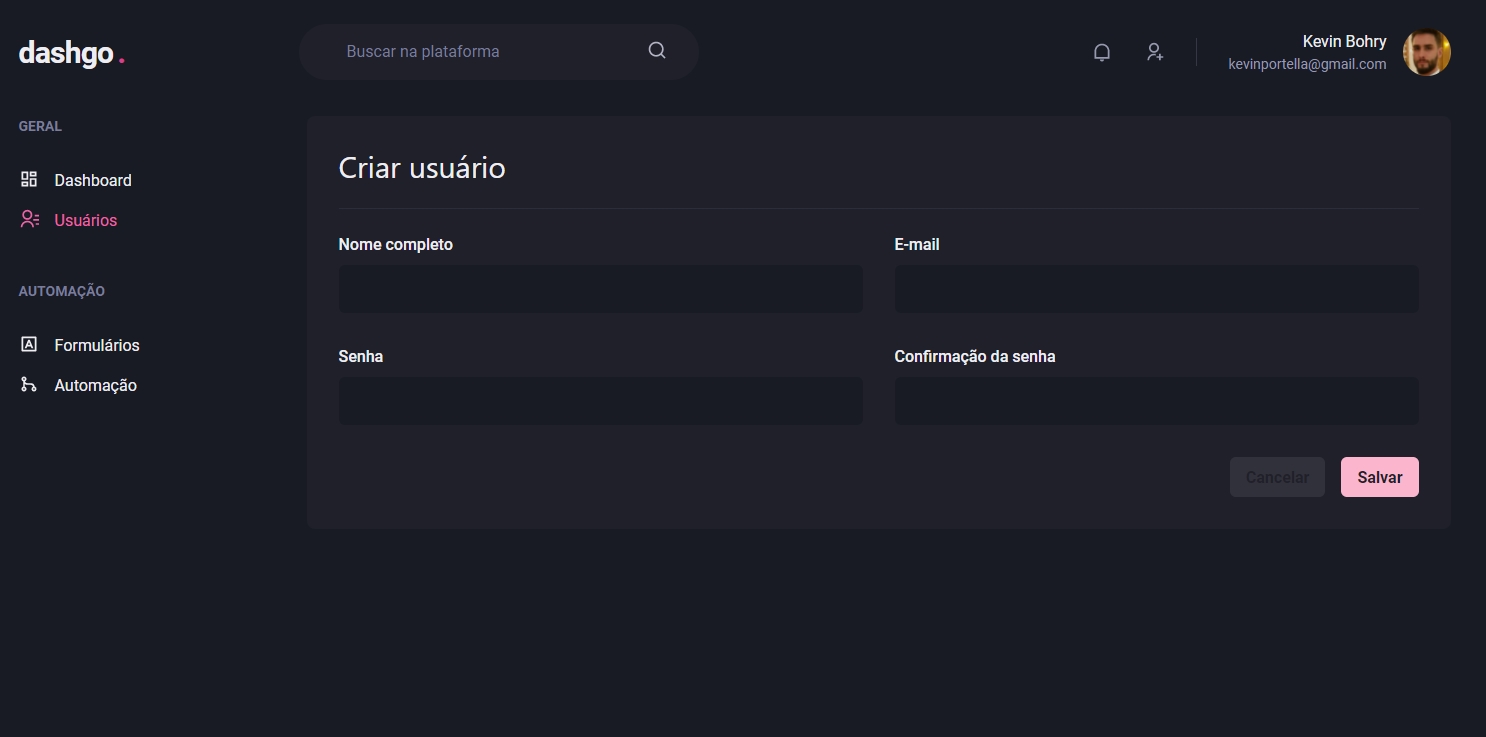 dashgo.
Buscar na plataforma
Kevin Bohry
kevinportella@gmail.com
GERAL
Dashboard
Usuários
AUTOMAÇÃO
Formulários
Automação
Criar usuário
Nome completo
E-mail
Senha
Confirmação da senha
Cancelar
Salvar